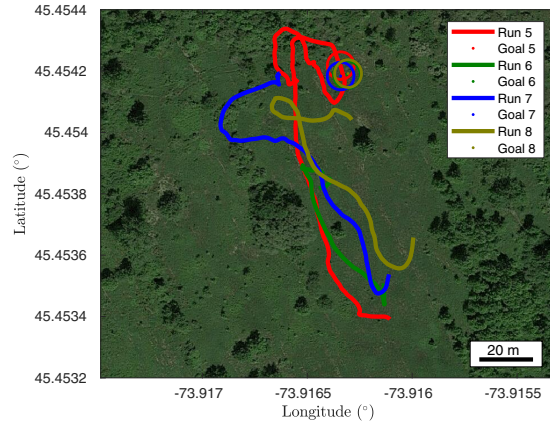 45.4544
45.4542
45.454
45.4538
45.4536
45.4534
45.4532
Latitude (°)
-73.917
-73.9165
-73.916
-73.9155
Longitude (°)
Run 5
Goal 5
Run 6
Goal 6
Run 7
Goal 7
Run 8
Goal 8
20 m